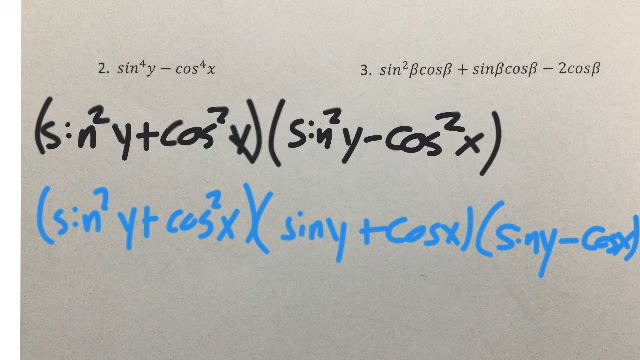 2. sin⁴y − cos⁴x
3. sin²βcosβ + sinβcosβ − 2cosβ
(sin²y+cos²x)(sin²y−cos²x)
(sin²y+cos²x)(siny+cosx)(siny−cosx)